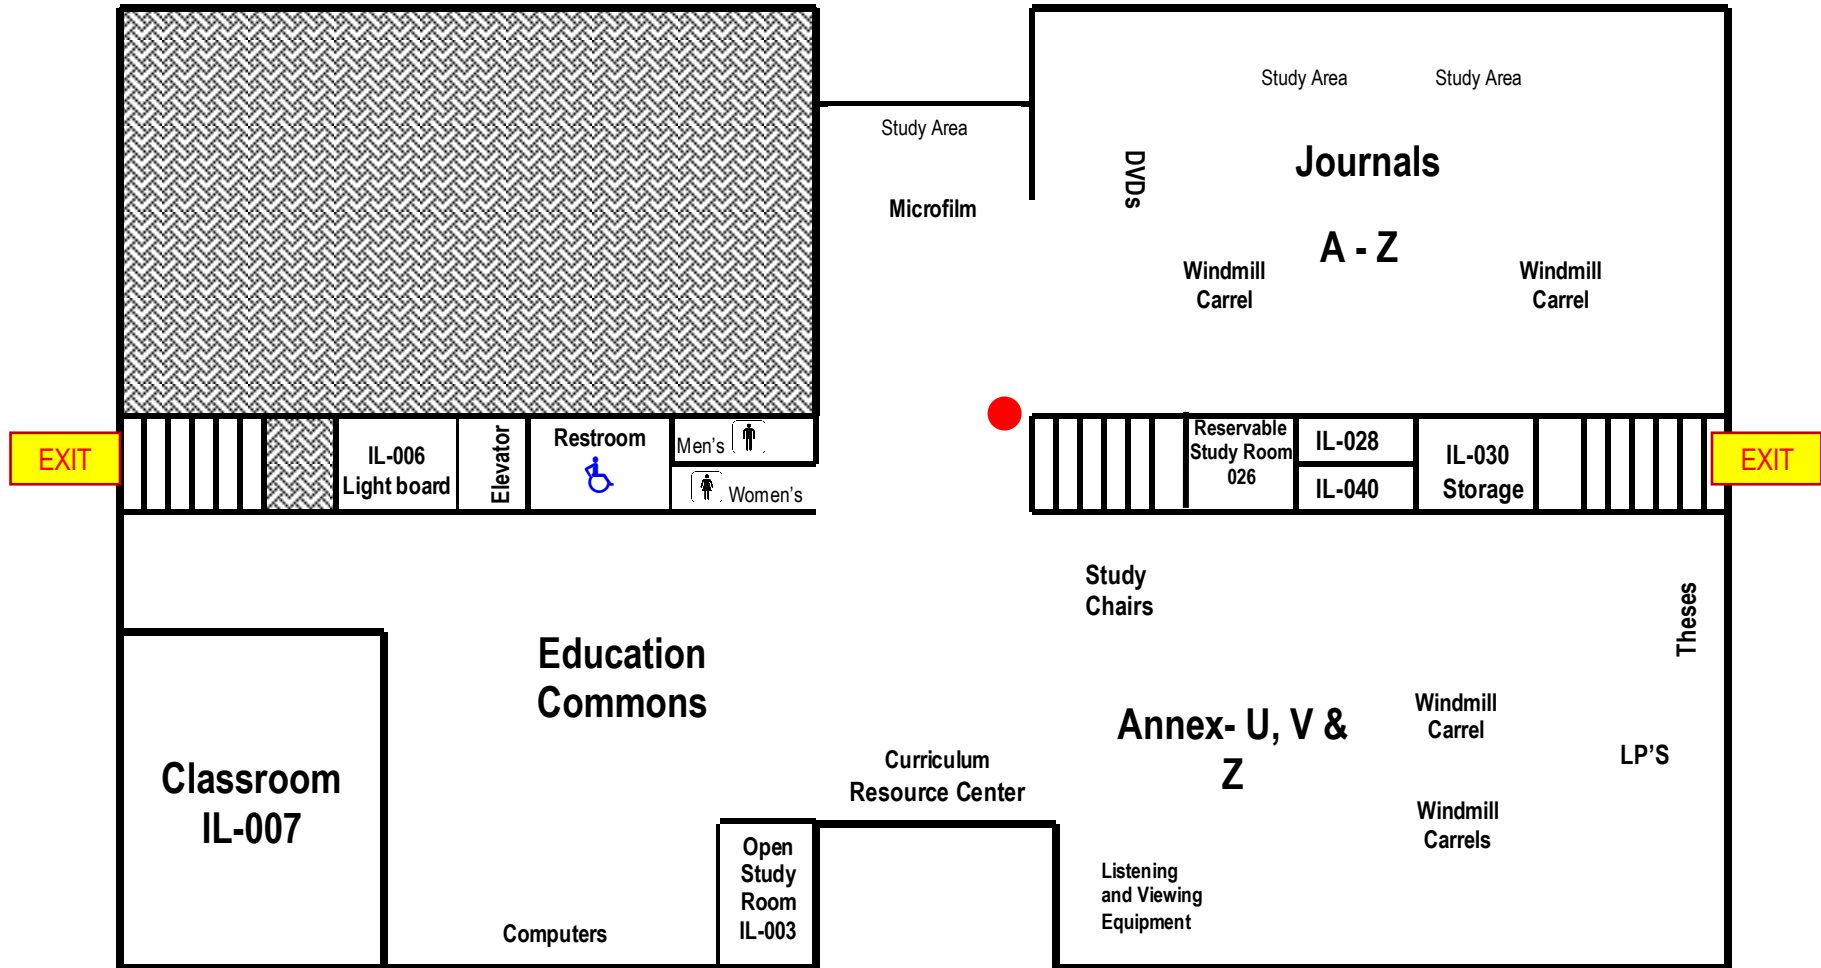 Study Area
Study Area
Study Area
DVDs
Journals
A - Z
Microfilm
Windmill
Carrel
Windmill
Carrel
EXIT
IL-006
Light board
Elevator
Restroom
Men's
Women's
Reservable
Study Room
026
IL-028
IL-040
IL-030
Storage
EXIT
Study
Chairs
Theses
Education
Commons
Annex- U, V &
Z
Windmill
Carrel
LP'S
Classroom
IL-007
Curriculum
Resource Center
Windmill
Carrels
Open
Study
Room
IL-003
Listening
and Viewing
Equipment
Computers